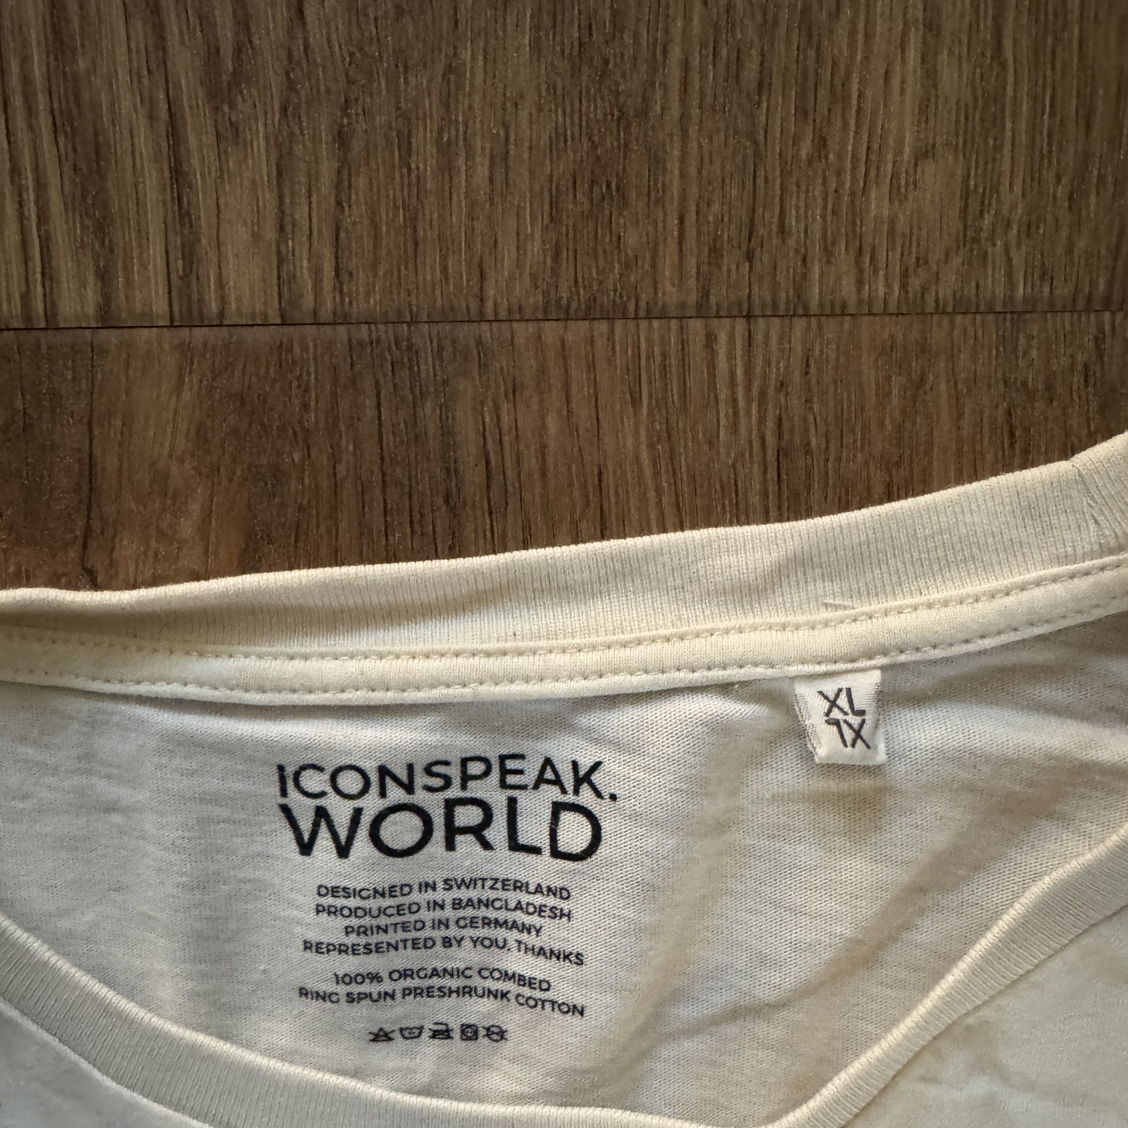 XL
1X
ICONSPEAK.
WORLD
DESIGNED IN SWITZERLAND
PRODUCED IN BANGLADESH
PRINTED IN GERMANY
REPRESENTED BY YOU, THANKS
100% ORGANIC COMBED
RING SPUN PRESHRUNK COTTON